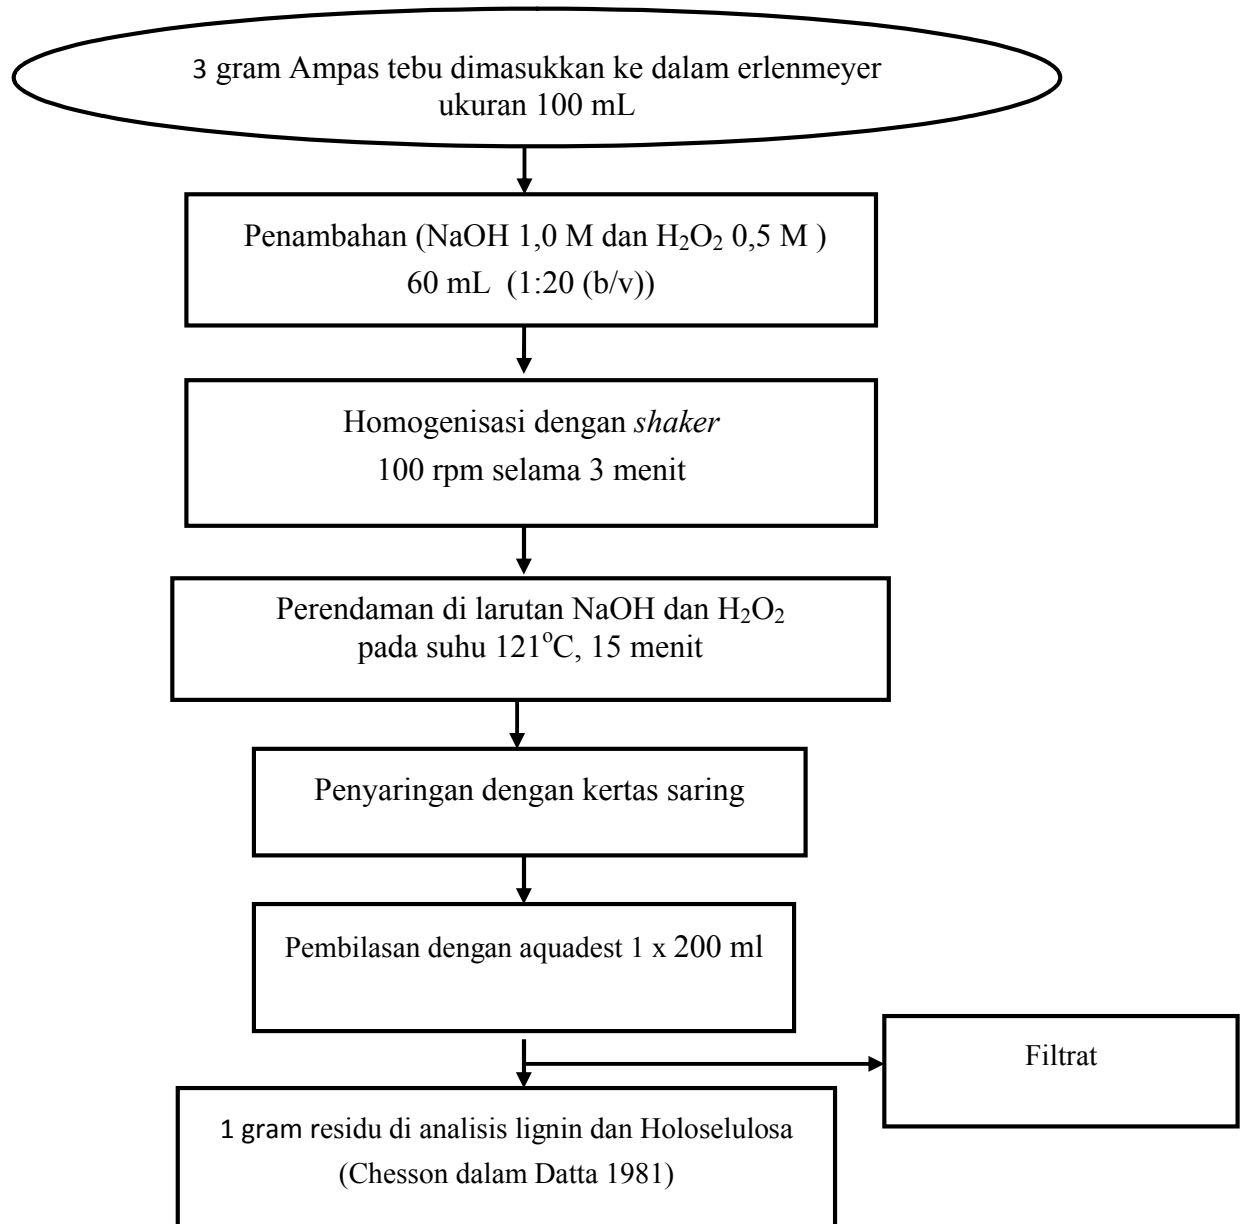 3 gram Ampas tebu dimasukkan ke dalam erlenmeyer
ukuran 100 mL
Penambahan (NaOH 1,0 M dan H₂O₂ 0,5 M )
60 mL (1:20 (b/v))
Homogenisasi dengan shaker
100 rpm selama 3 menit
Perendaman di larutan NaOH dan H₂O₂
pada suhu 121°C, 15 menit
Penyaringan dengan kertas saring
Pembilasan dengan aquadest 1 x 200 ml
Filtrat
1 gram residu di analisis lignin dan Holoselulosa
(Chesson dalam Datta 1981)